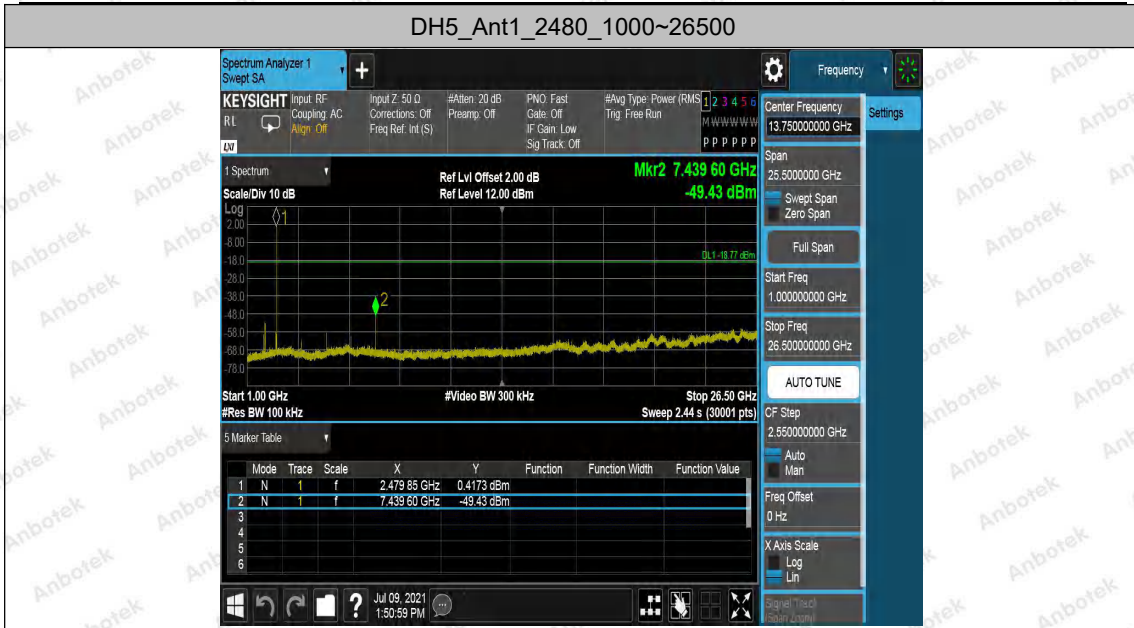 DH5_Ant1_2480_1000~26500
Spectrum Analyzer 1
Swept SA
Frequency
KEYSIGHT
RL
LXI
Input: RF
Coupling: AC
Align: Off
Input Z: 50 Ω
Corrections: Off
Freq Ref: Int (S)
#Atten: 20 dB
Preamp: Off
PNO: Fast
Gate: Off
IF Gain: Low
Sig Track: Off
#Avg Type: Power (RMS
Trig: Free Run
1 2 3 4 5 6
M W W W W W
P P P P P P
Center Frequency
13.750000000 GHz
Settings
1 Spectrum
Scale/Div 10 dB
Ref Lvl Offset 2.00 dB
Ref Level 12.00 dBm
Mkr2 7.439 60 GHz
-49.43 dBm
Log
2.00
-8.00
-18.0
-28.0
-38.0
-48.0
-58.0
-68.0
-78.0
1
2
DL1 -18.77 dBm
Start 1.00 GHz
#Res BW 100 kHz
#Video BW 300 kHz
Stop 26.50 GHz
Sweep 2.44 s (30001 pts)
Span
25.5000000 GHz
Swept Span
Zero Span
Full Span
Start Freq
1.000000000 GHz
Stop Freq
26.500000000 GHz
AUTO TUNE
CF Step
2.550000000 GHz
Auto
Man
Freq Offset
0 Hz
X Axis Scale
Log
Lin
Signal Track
(Span Zoom)
5 Marker Table
Mode Trace Scale X Y Function Function Width Function Value
1 N 1 f 2.479 85 GHz 0.4173 dBm
2 N 1 f 7.439 60 GHz -49.43 dBm
3
4
5
6
?
Jul 09, 2021
1:50:59 PM
Anbotek